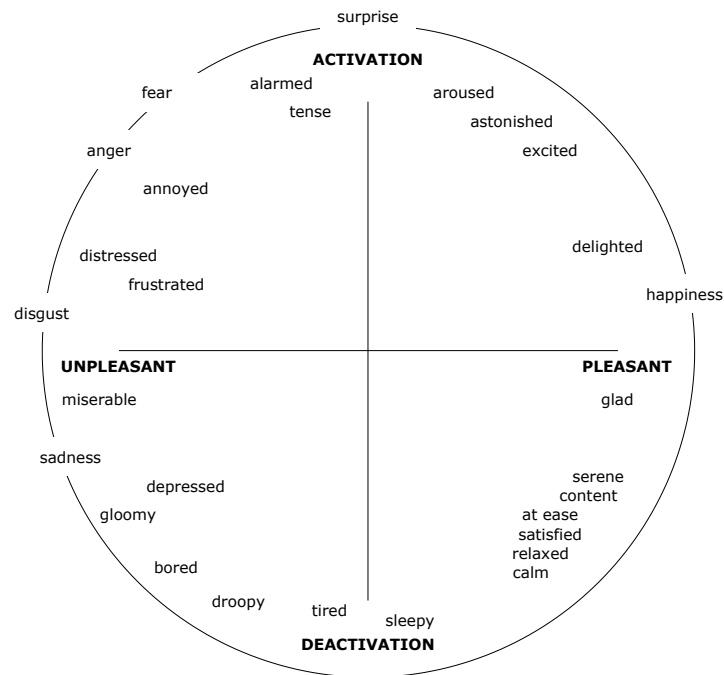 surprise
ACTIVATION
alarmed
aroused
fear
tense
astonished
anger
excited
annoyed
delighted
distressed
frustrated
happiness
disgust
UNPLEASANT
PLEASANT
miserable
glad
sadness
serene
depressed
content
gloomy
at ease
satisfied
relaxed
bored
calm
droopy
tired
sleepy
DEACTIVATION